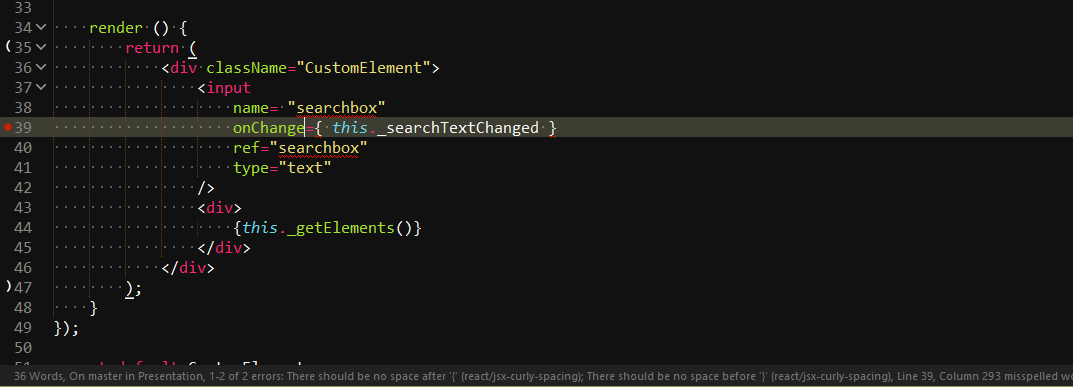 33
34 render () {
35 return (
36 <div className="CustomElement">
37 <input
38 name= "searchbox"
39 onChange={ this._searchTextChanged }
40 ref="searchbox"
41 type="text"
42 />
43 <div>
44 {this._getElements()}
45 </div>
46 </div>
47 );
48 }
49 });
50
36 Words, On master in Presentation, 1-2 of 2 errors: There should be no space after '{' (react/jsx-curly-spacing); There should be no space before '}' (react/jsx-curly-spacing), Line 39, Column 293 misspelled